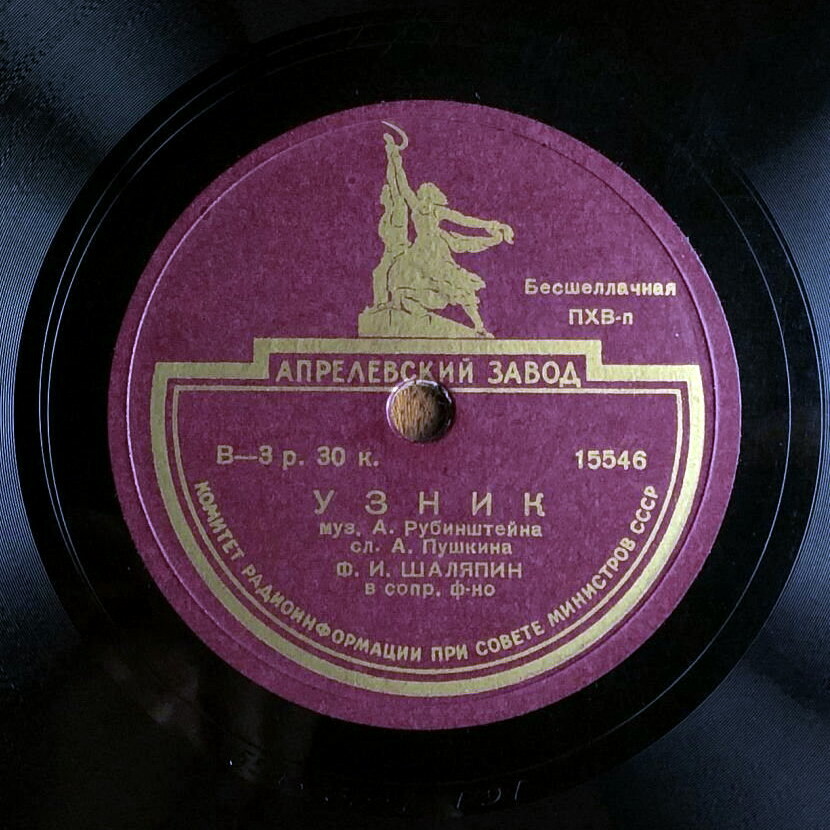 Бесшеллачная
ПХВ-п
АПРЕЛЕВСКИЙ ЗАВОД
В—3 р. 30 к.
15546
УЗНИК
муз. А. Рубинштейна
сл. А. Пушкина
Ф. И. ШАЛЯПИН
в сопр. ф-но
КОМИТЕТ РАДИОИНФОРМАЦИИ ПРИ СОВЕТЕ МИНИСТРОВ СССР